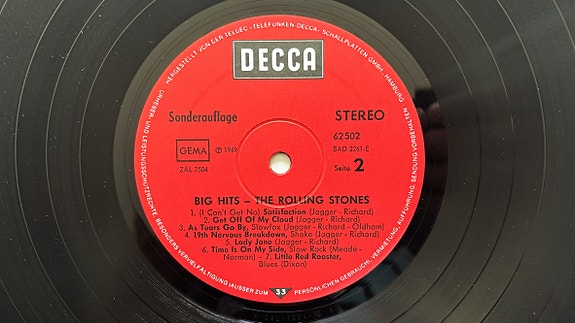 HERGESTELLT VON DER TELDEC • TELEFUNKEN-DECCA • SCHALLPLATTEN GMBH, HAMBURG
DECCA
Sonderauflage
STEREO
62502
SAD 2261-E
GEMA
Ⓟ 1969
Seite 2
ZAL 7504
BIG HITS – THE ROLLING STONES
1. (I Can't Get No) Satisfaction (Jagger - Richard)
2. Get Off Of My Cloud (Jagger - Richard)
3. As Tears Go By, Slowfox (Jagger - Richard - Oldham)
4. 19th Nervous Breakdown, Shake (Jagger - Richard)
5. Lady Jane (Jagger - Richard)
6. Time Is On My Side, Slow Rock (Meade -
Norman) - 7. Little Red Rooster,
Blues (Dixon)
URHEBER- UND LEISTUNGSSCHUTZRECHTE, BESONDERS VERVIELFÄLTIGUNG (AUSSER ZUM PERSÖNLICHEN GEBRAUCH), VERMIETUNG, AUFFÜHRUNG, SENDUNG VORBEHALTEN
33